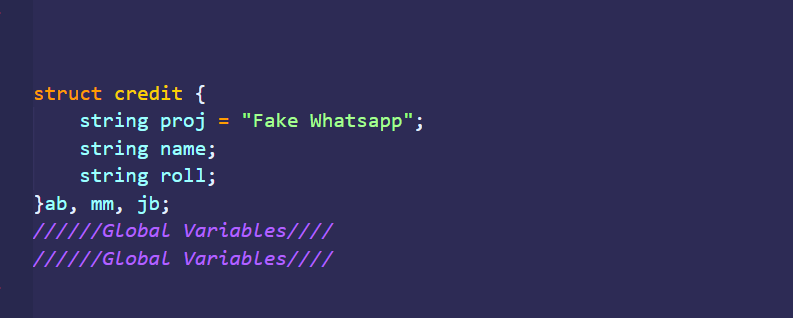 struct credit {
    string proj = "Fake Whatsapp";
    string name;
    string roll;
}ab, mm, jb;
//////Global Variables////
//////Global Variables////